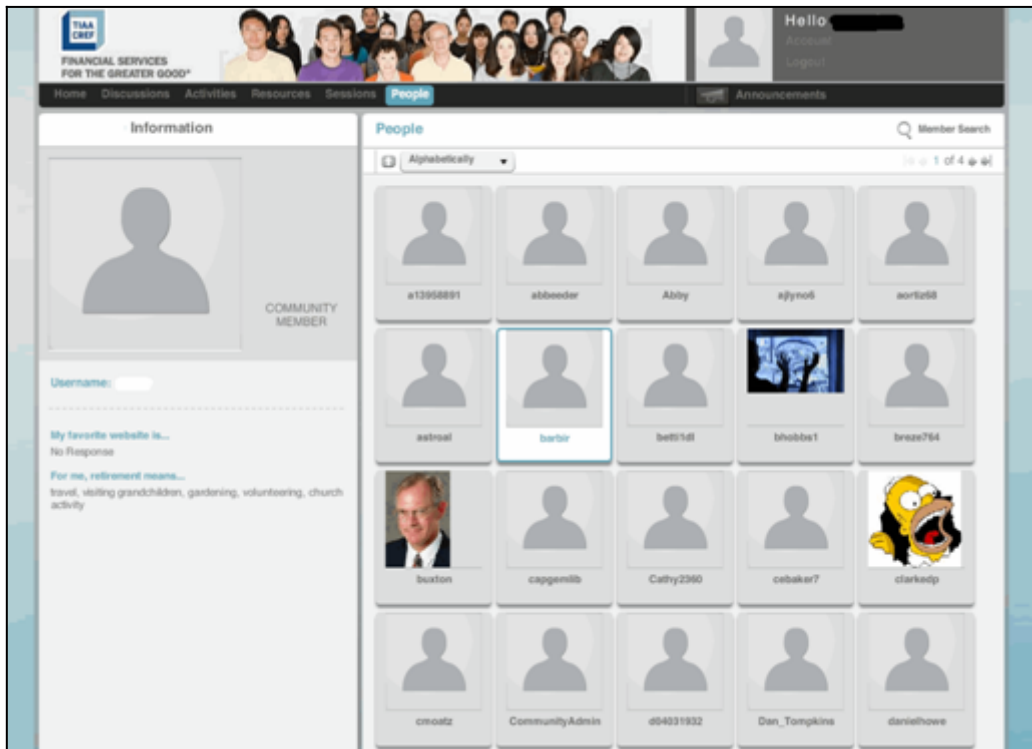 TIAA
CREF
FINANCIAL SERVICES
FOR THE GREATER GOOD®
Hello
Account
Logout
Home Discussions Activities Resources Sessions People
Announcements
Information
COMMUNITY
MEMBER
Username:
My favorite website is...
No Response
For me, retirement means...
travel, visiting grandchildren, gardening, volunteering, church
activity
People
Member Search
Alphabetically
1 of 4
a13958891 abbeeder Abby ajlyno6 aortiz68
astroal barbir betti1dl bhobbs1 breze764
buxton capgemlib Cathy2360 cebaker7 clarkedp
cmoatz CommunityAdmin d04031932 Dan_Tompkins danielhowe